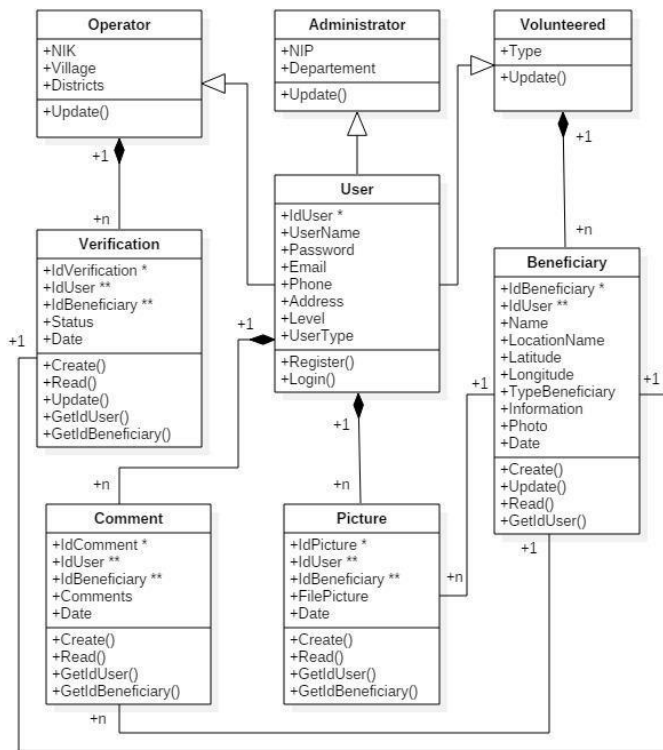 Operator
+NIK
+Village
+Districts
+Update()
Administrator
+NIP
+Departement
+Update()
Volunteered
+Type
+Update()
+1
+n
+1
+n
User
+IdUser *
+UserName
+Password
+Email
+Phone
+Address
+Level
+UserType
+Register()
+Login()
Verification
+IdVerification *
+IdUser **
+IdBeneficiary **
+Status
+Date
+Create()
+Read()
+Update()
+GetIdUser()
+GetIdBeneficiary()
Beneficiary
+IdBeneficiary *
+IdUser **
+Name
+LocationName
+Latitude
+Longitude
+TypeBeneficiary
+Information
+Photo
+Date
+Create()
+Update()
+Read()
+GetIdUser()
+1
+1
+1
+1
+1
+1
+n
+n
Comment
+IdComment *
+IdUser **
+IdBeneficiary **
+Comments
+Date
+Create()
+Read()
+GetIdUser()
+GetIdBeneficiary()
Picture
+IdPicture *
+IdUser **
+IdBeneficiary **
+FilePicture
+Date
+Create()
+Read()
+GetIdUser()
+GetIdBeneficiary()
+n
+n